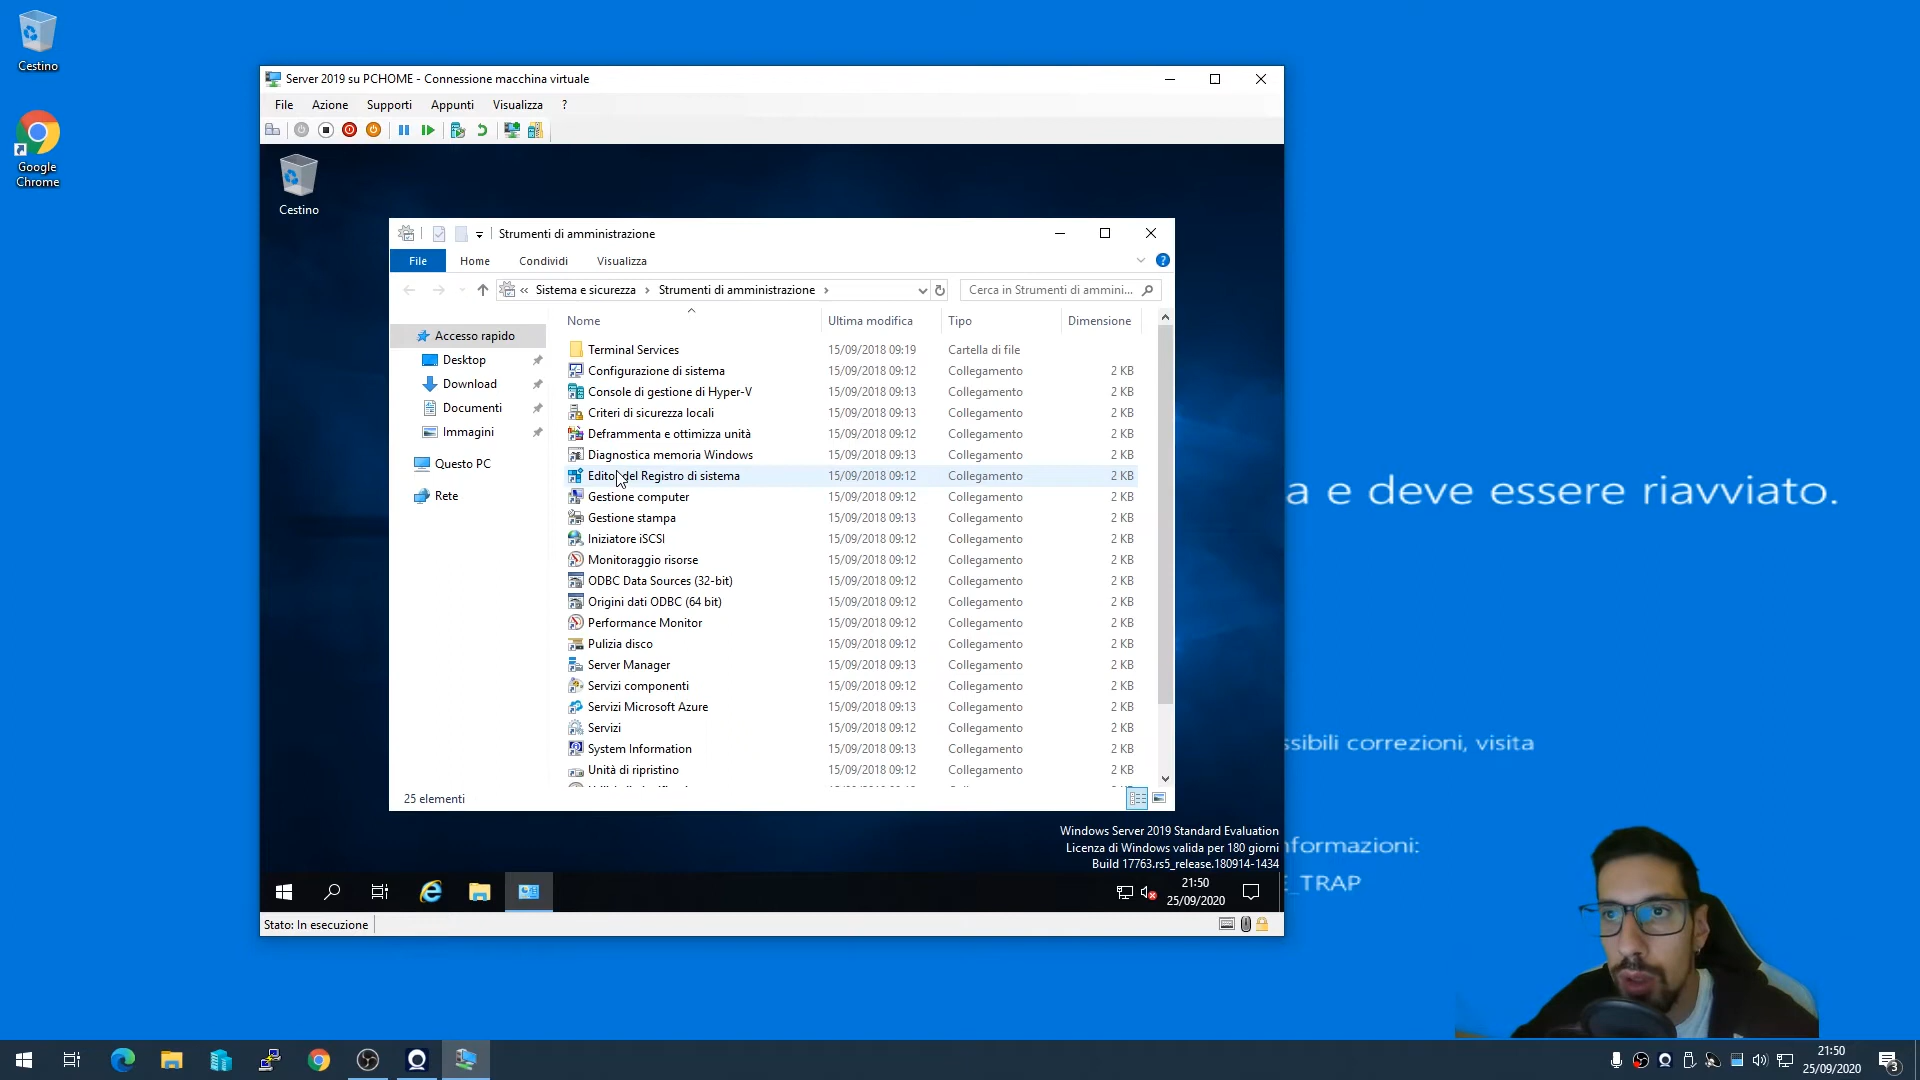 Cestino
Google
Chrome
Server 2019 su PCHOME - Connessione macchina virtuale
File Azione Supporti Appunti Visualizza ?
Cestino
Strumenti di amministrazione
File Home Condividi Visualizza
« Sistema e sicurezza › Strumenti di amministrazione ›
Cerca in Strumenti di ammini...
Nome Ultima modifica Tipo Dimensione
Accesso rapido
Desktop
Download
Documenti
Immagini
Questo PC
Rete
Terminal Services 15/09/2018 09:19 Cartella di file
Configurazione di sistema 15/09/2018 09:12 Collegamento 2 KB
Console di gestione di Hyper-V 15/09/2018 09:13 Collegamento 2 KB
Criteri di sicurezza locali 15/09/2018 09:13 Collegamento 2 KB
Deframmenta e ottimizza unità 15/09/2018 09:12 Collegamento 2 KB
Diagnostica memoria Windows 15/09/2018 09:13 Collegamento 2 KB
Editor del Registro di sistema 15/09/2018 09:12 Collegamento 2 KB
Gestione computer 15/09/2018 09:12 Collegamento 2 KB
Gestione stampa 15/09/2018 09:13 Collegamento 2 KB
Iniziatore iSCSI 15/09/2018 09:12 Collegamento 2 KB
Monitoraggio risorse 15/09/2018 09:12 Collegamento 2 KB
ODBC Data Sources (32-bit) 15/09/2018 09:12 Collegamento 2 KB
Origini dati ODBC (64 bit) 15/09/2018 09:12 Collegamento 2 KB
Performance Monitor 15/09/2018 09:12 Collegamento 2 KB
Pulizia disco 15/09/2018 09:12 Collegamento 2 KB
Server Manager 15/09/2018 09:13 Collegamento 2 KB
Servizi componenti 15/09/2018 09:12 Collegamento 2 KB
Servizi Microsoft Azure 15/09/2018 09:13 Collegamento 2 KB
Servizi 15/09/2018 09:12 Collegamento 2 KB
System Information 15/09/2018 09:13 Collegamento 2 KB
Unità di ripristino 15/09/2018 09:12 Collegamento 2 KB
25 elementi
Windows Server 2019 Standard Evaluation
Licenza di Windows valida per 180 giorni
Build 17763.rs5_release.180914-1434
21:50
25/09/2020
Stato: In esecuzione
a e deve essere riavviato.
ssibili correzioni, visita
nformazioni:
E_TRAP
21:50
25/09/2020
3